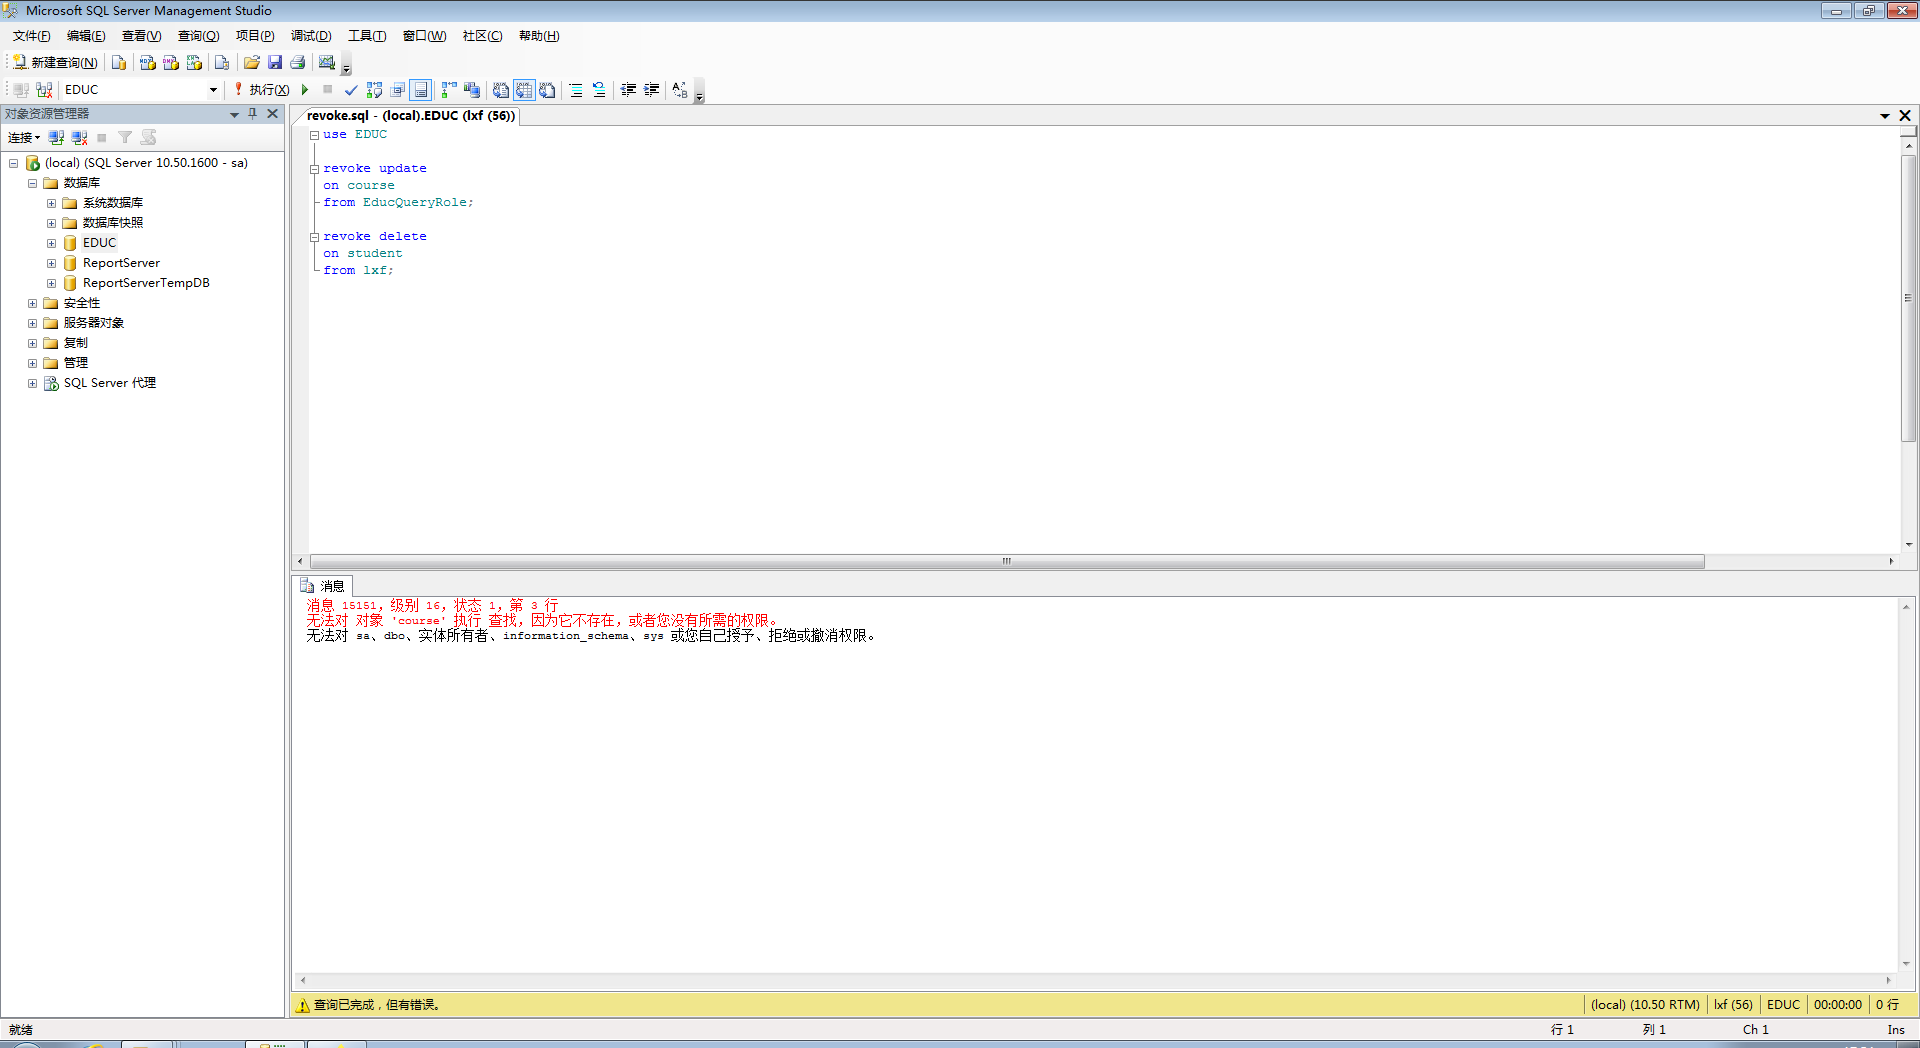 Microsoft SQL Server Management Studio
文件(F) 编辑(E) 查看(V) 查询(Q) 项目(P) 调试(D) 工具(T) 窗口(W) 社区(C) 帮助(H)
新建查询(N)
EDUC 执行(X)
对象资源管理器
连接
(local) (SQL Server 10.50.1600 - sa)
数据库
系统数据库
数据库快照
EDUC
ReportServer
ReportServerTempDB
安全性
服务器对象
复制
管理
SQL Server 代理
revoke.sql - (local).EDUC (lxf (56))
use EDUC
revoke update
on course
from EducQueryRole;
revoke delete
on student
from lxf;
消息
消息 15151，级别 16，状态 1，第 3 行
无法对 对象 'course' 执行 查找，因为它不存在，或者您没有所需的权限。
无法对 sa、dbo、实体所有者、information_schema、sys 或您自己授予、拒绝或撤消权限。
查询已完成，但有错误。 (local) (10.50 RTM) lxf (56) EDUC 00:00:00 0 行
就绪 行 1 列 1 Ch 1 Ins